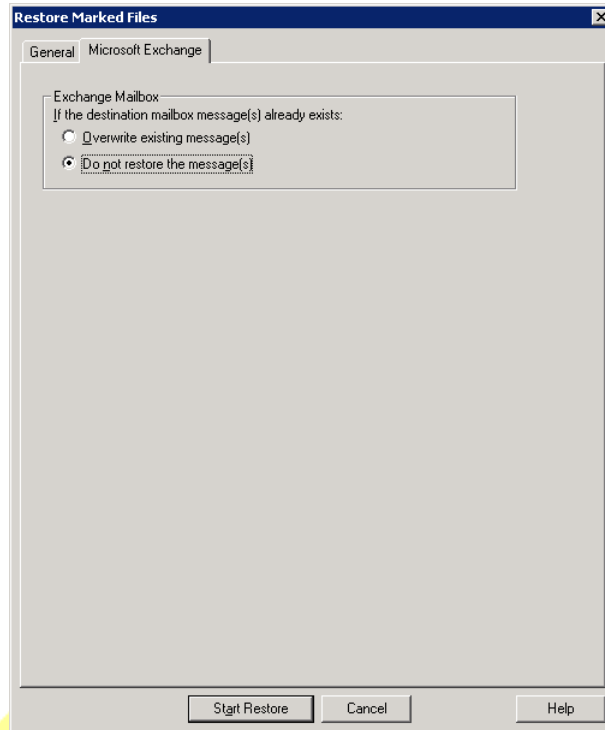 Restore Marked Files
General Microsoft Exchange
Exchange Mailbox
If the destination mailbox message(s) already exists:
Overwrite existing message(s)
Do not restore the message(s)
Start Restore Cancel Help